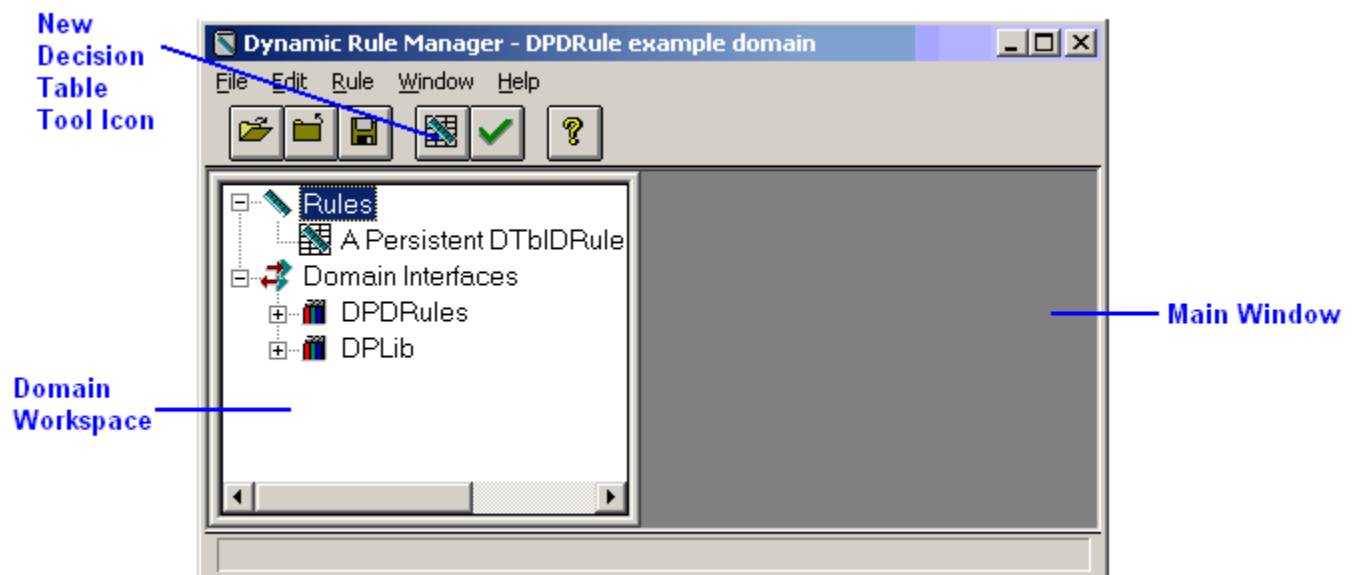 New
Decision
Table
Tool Icon
Dynamic Rule Manager - DPDRule example domain
File Edit Rule Window Help
Rules
A Persistent DTblDRule
Domain Interfaces
DPDRules
DPLib
Main Window
Domain
Workspace